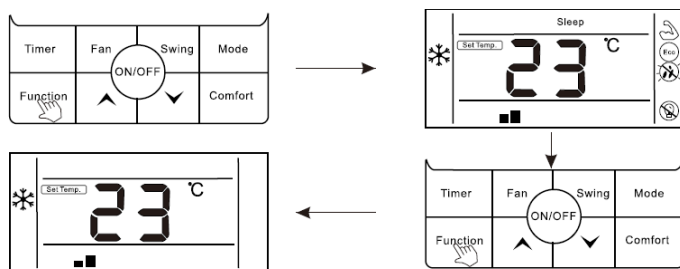 Timer Fan Swing Mode
ON/OFF
Function Comfort
Sleep
Set Temp. 23 °C
Eco
Set Temp. 23 °C
Timer Fan Swing Mode
ON/OFF
Function Comfort